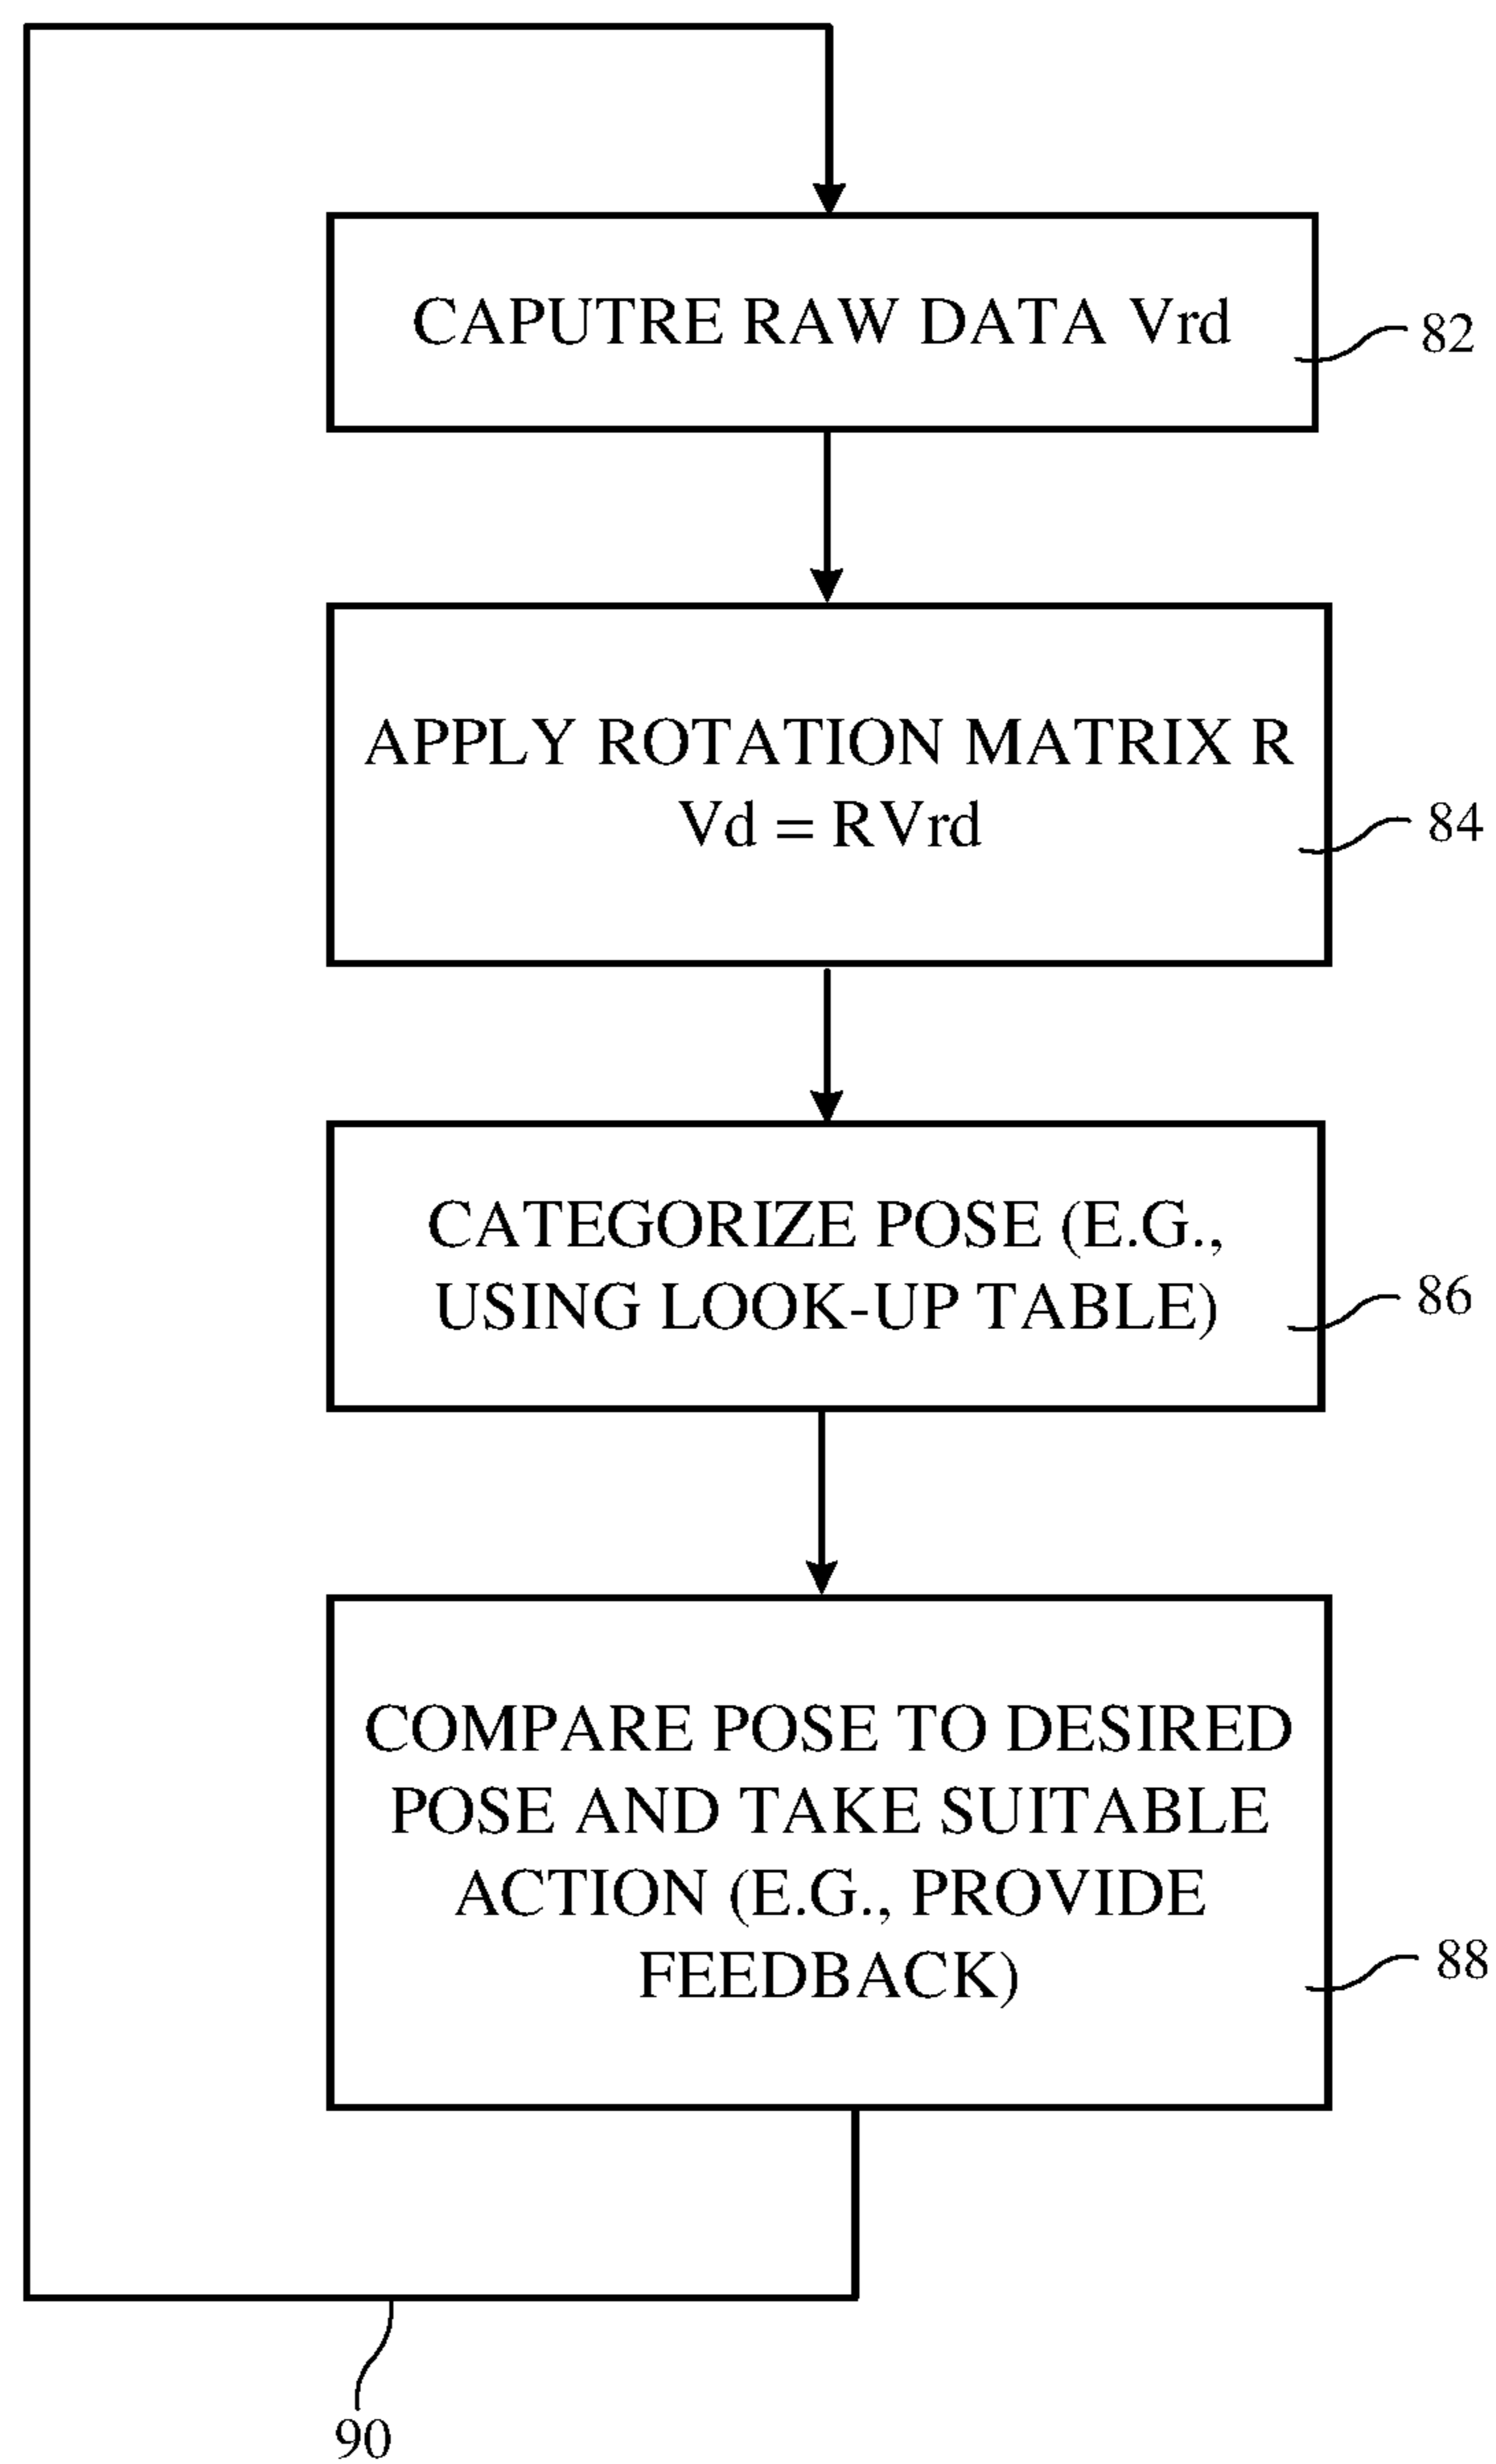 CAPUTRE RAW DATA Vrd
82
APPLY ROTATION MATRIX R
Vd = RVrd
84
CATEGORIZE POSE (E.G.,
USING LOOK-UP TABLE)
86
COMPARE POSE TO DESIRED
POSE AND TAKE SUITABLE
ACTION (E.G., PROVIDE
FEEDBACK)
88
90